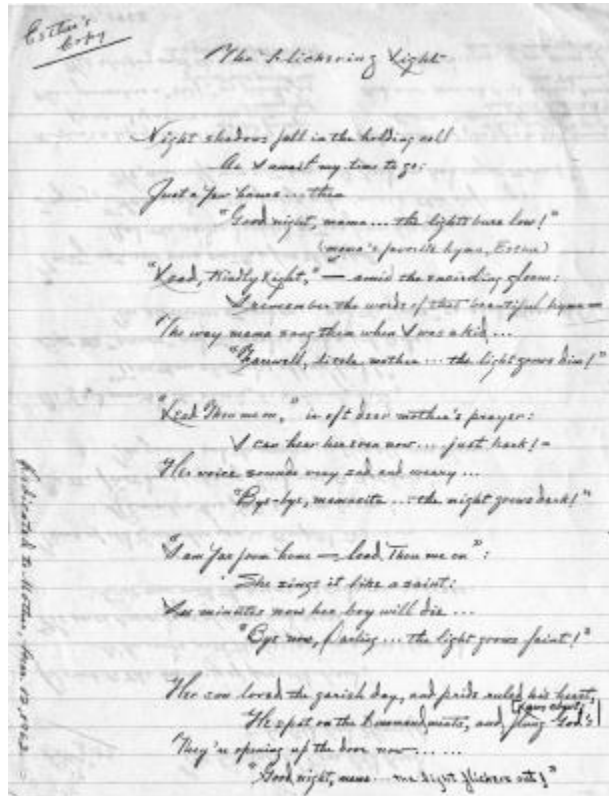 Esther's
Copy
The Flickering Light
Night shadows fall in the holding cell
As I await my time to go:
Just a few hours... then
"Good night, mama... the lights burn low!"
(mama's favorite hymn, Esther)
"Lead, Kindly Light," — amid the encircling gloom:
I remember the words of that beautiful hymn —
The way mama sang them when I was a kid...
"Farewell, little mother... the light grows dim!"
"Lead Thou me on," is oft dear mother's prayer:
I can hear her even now... just hark! —
Her voice sounds very sad and weary...
"Bye-bye, mamasita... the night grows dark!"
"I am far from home — lead Thou me on":
She sings it like a saint:
minutes now her boy will die...
"Bye now, Darling... the light grows faint!"
Her son loved the garish day, and pride ruled his heart,
He spit on the Commandments, and flung God's
They're opening up the door now......
"Good night, mama... light flickers out!"
Dedicated to Mother,